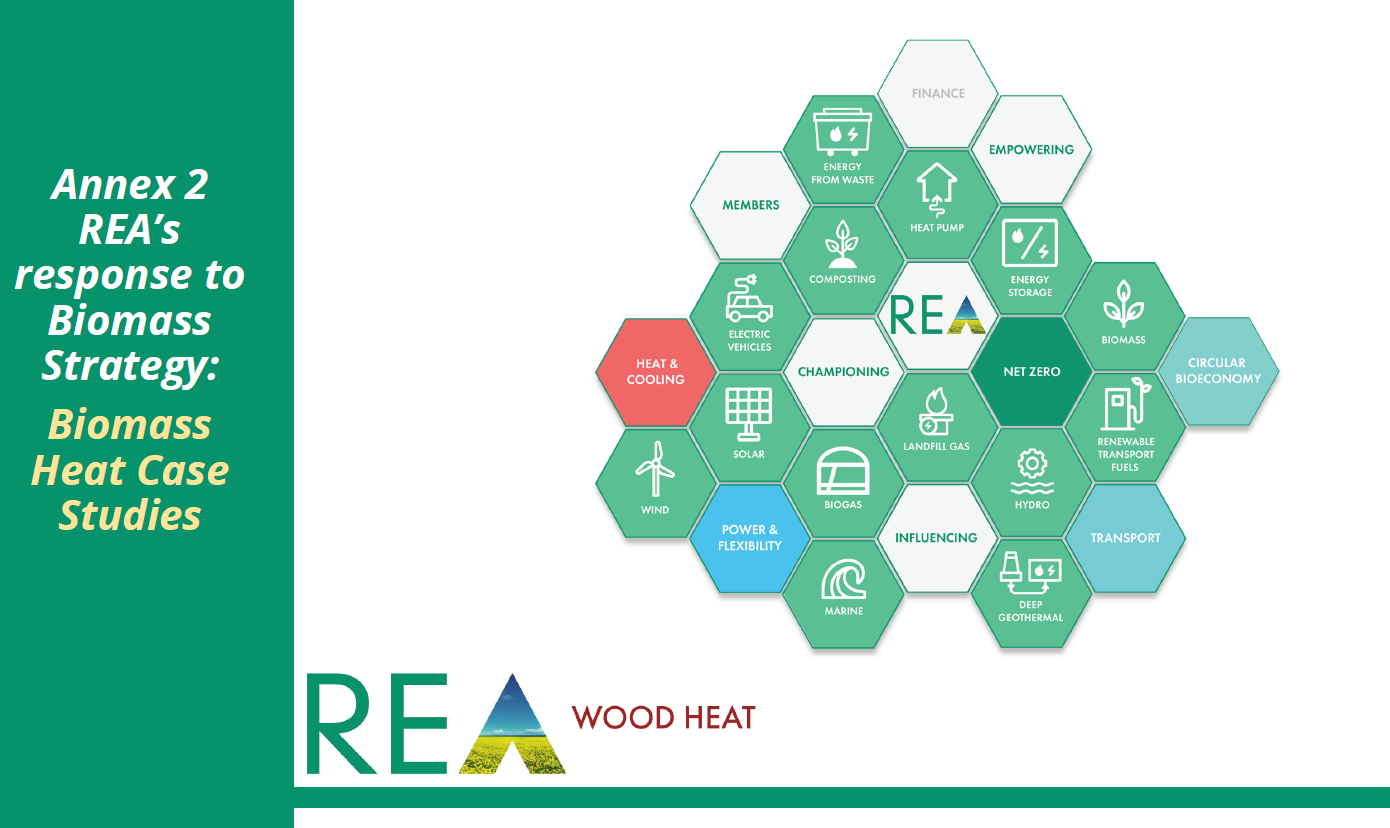 Annex 2
REA’s
response to
Biomass
Strategy:
Biomass
Heat Case
Studies
FINANCE
ENERGY
FROM WASTE
EMPOWERING
MEMBERS
HEAT PUMP
COMPOSTING
ENERGY
STORAGE
REA
ELECTRIC
VEHICLES
BIOMASS
HEAT &
COOLING
CHAMPIONING
NET ZERO
CIRCULAR
BIOECONOMY
SOLAR
LANDFILL GAS
RENEWABLE
TRANSPORT
FUELS
WIND
BIOGAS
HYDRO
POWER &
FLEXIBILITY
INFLUENCING
TRANSPORT
MARINE
DEEP
GEOTHERMAL
REA WOOD HEAT